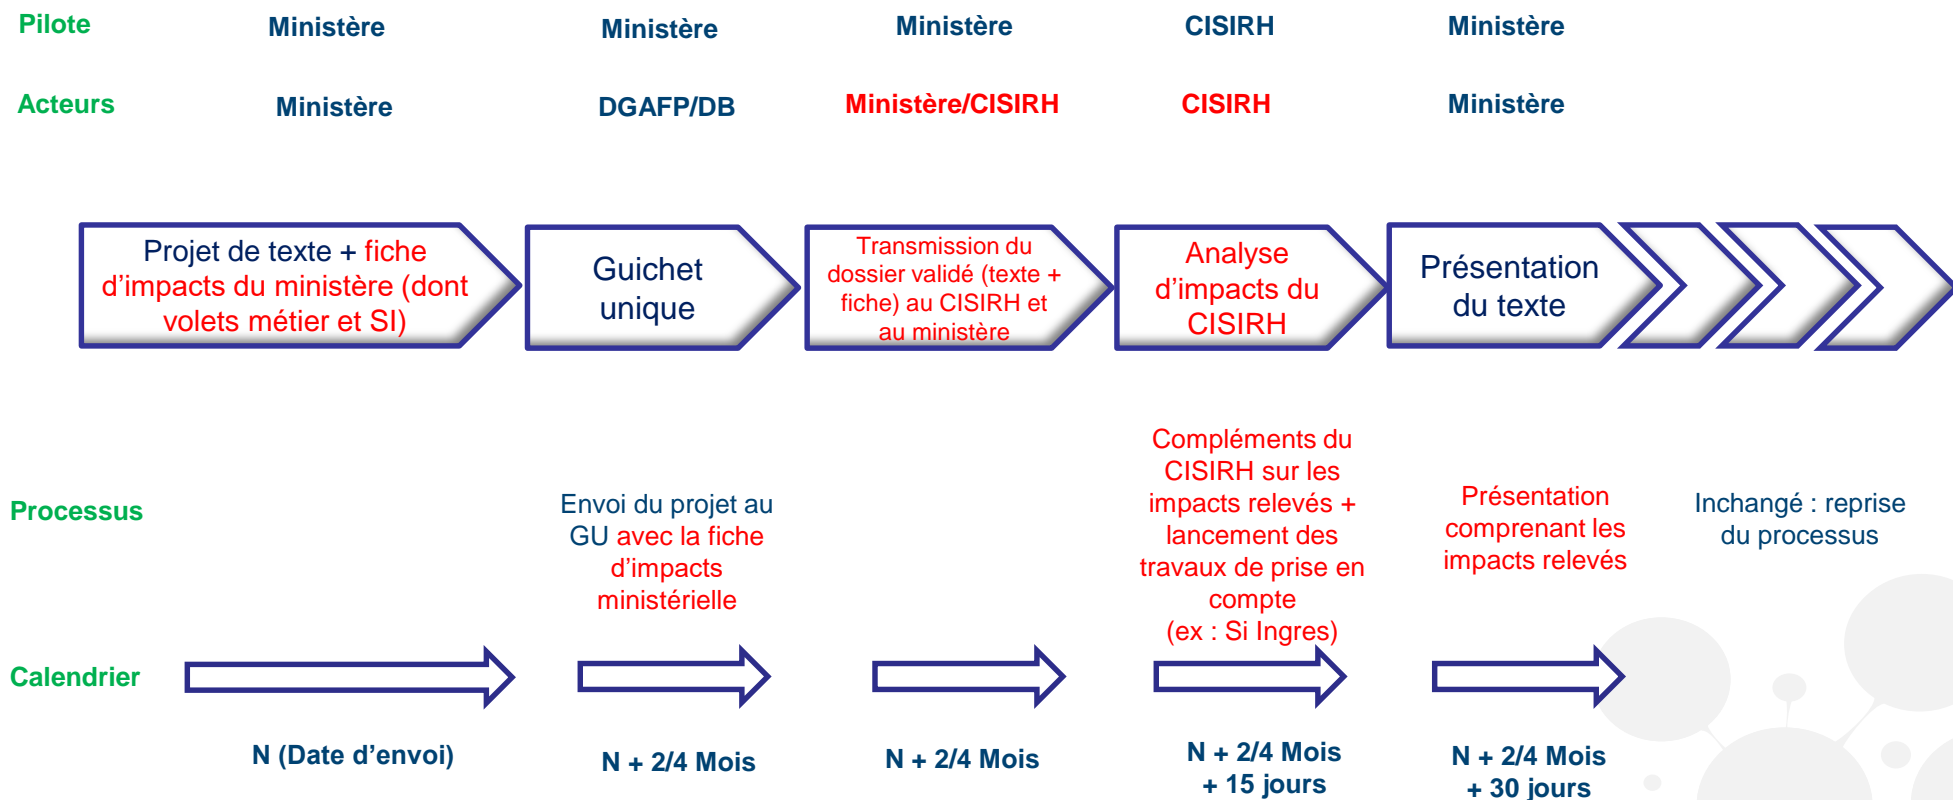 Pilote
Ministère
Ministère
Ministère
CISIRH
Ministère
Acteurs
Ministère
DGAFP/DB
Ministère/CISIRH
CISIRH
Ministère
Projet de texte + fiche
d'impacts du ministère (dont
volets métier et SI)
Guichet
unique
Transmission du
dossier validé (texte +
fiche) au CISIRH et
au ministère
Analyse
d'impacts du
CISIRH
Présentation
du texte
Processus
Envoi du projet au
GU avec la fiche
d'impacts
ministérielle
Compléments du
CISIRH sur les
impacts relevés +
lancement des
travaux de prise en
compte
(ex : Si Ingres)
Présentation
comprenant les
impacts relevés
Inchangé : reprise
du processus
Calendrier
N (Date d'envoi)
N + 2/4 Mois
N + 2/4 Mois
N + 2/4 Mois
+ 15 jours
N + 2/4 Mois
+ 30 jours